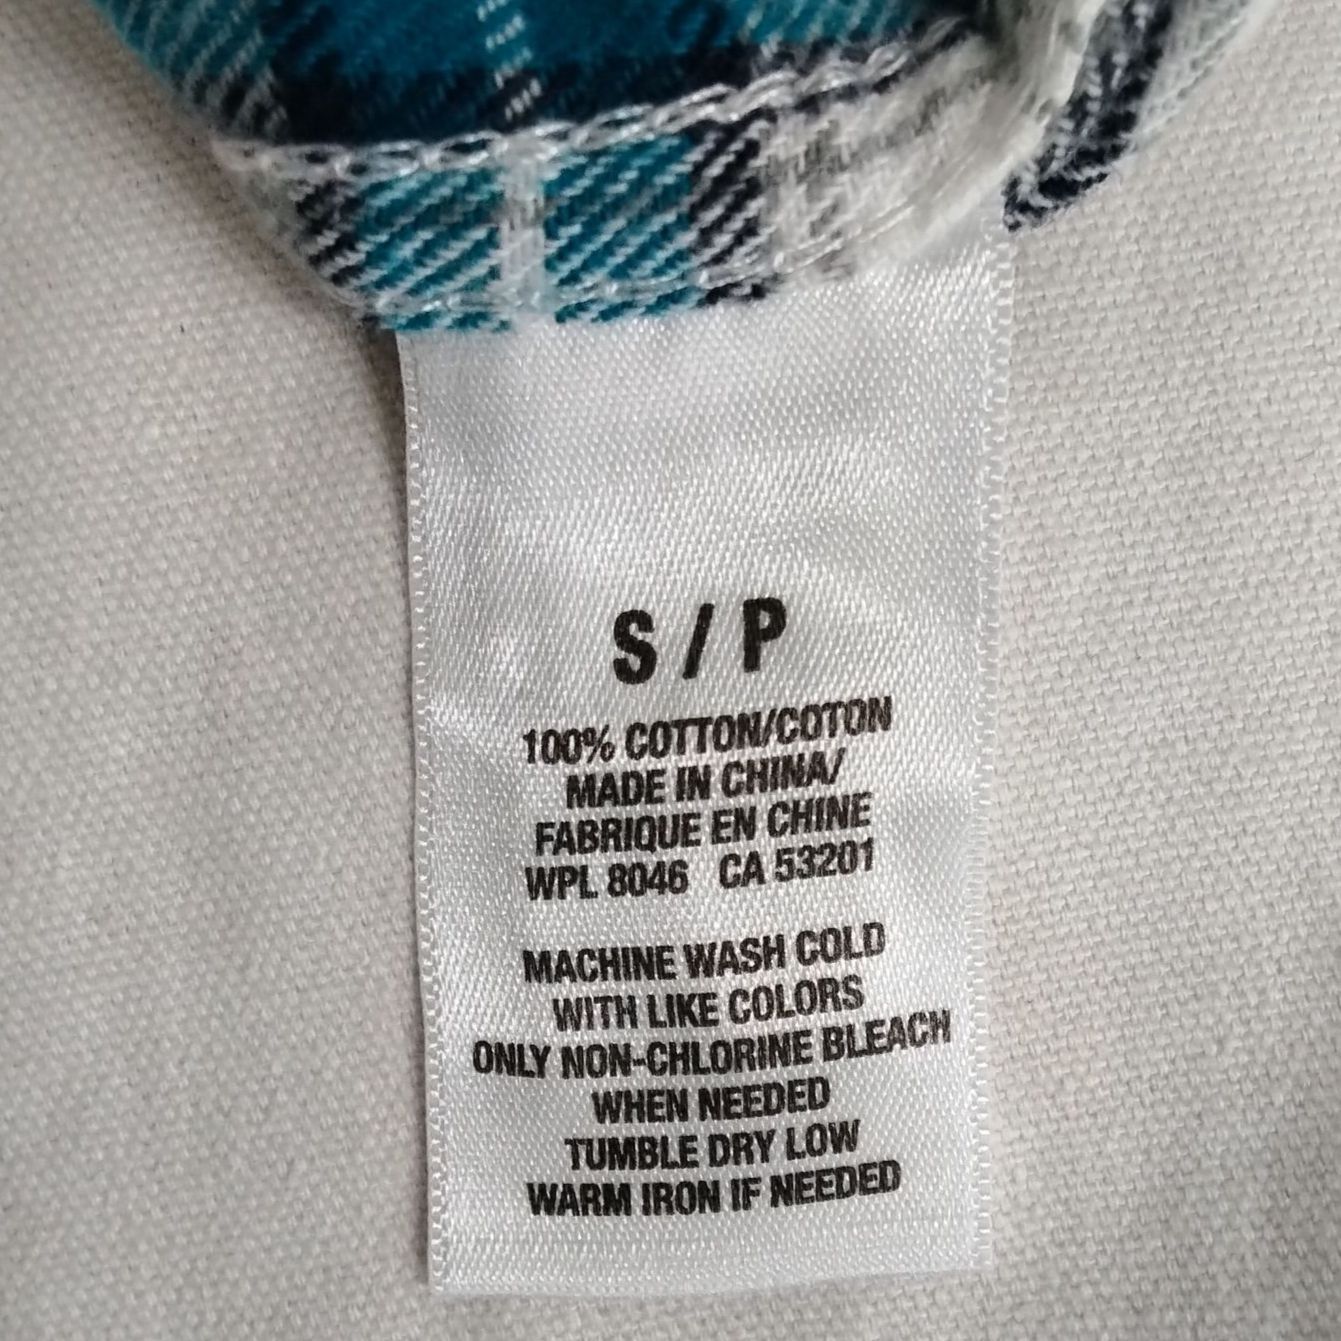 S / P
100% COTTON/COTON
MADE IN CHINA/
FABRIQUE EN CHINE
WPL 8046 CA 53201
MACHINE WASH COLD
WITH LIKE COLORS
ONLY NON-CHLORINE BLEACH
WHEN NEEDED
TUMBLE DRY LOW
WARM IRON IF NEEDED